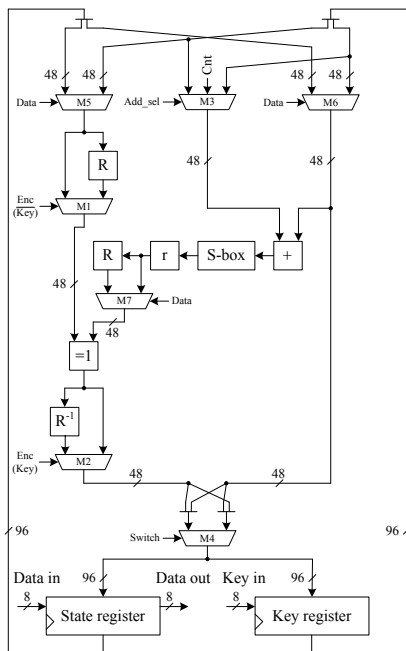 48 48 48 48 48
Cnt
Data M5 Add_sel M3 Data M6
R
48 48
Enc
(Key) M1
R r S-box +
48
M7 Data
48
=1
R-1
Enc
(Key) M2
48 48
96 M4 96
Switch
Data in 96 Data out Key in 96
8 State register 8 8 Key register